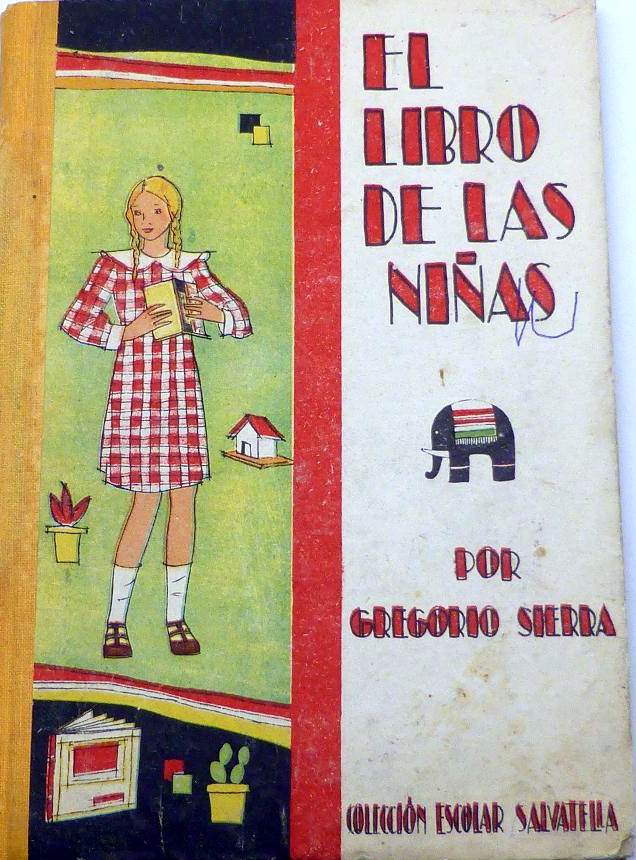 EL
LIBRO
DE LAS
NIÑAS
POR
GREGORIO SIERRA
COLECCIÓN ESCOLAR SALVATELLA